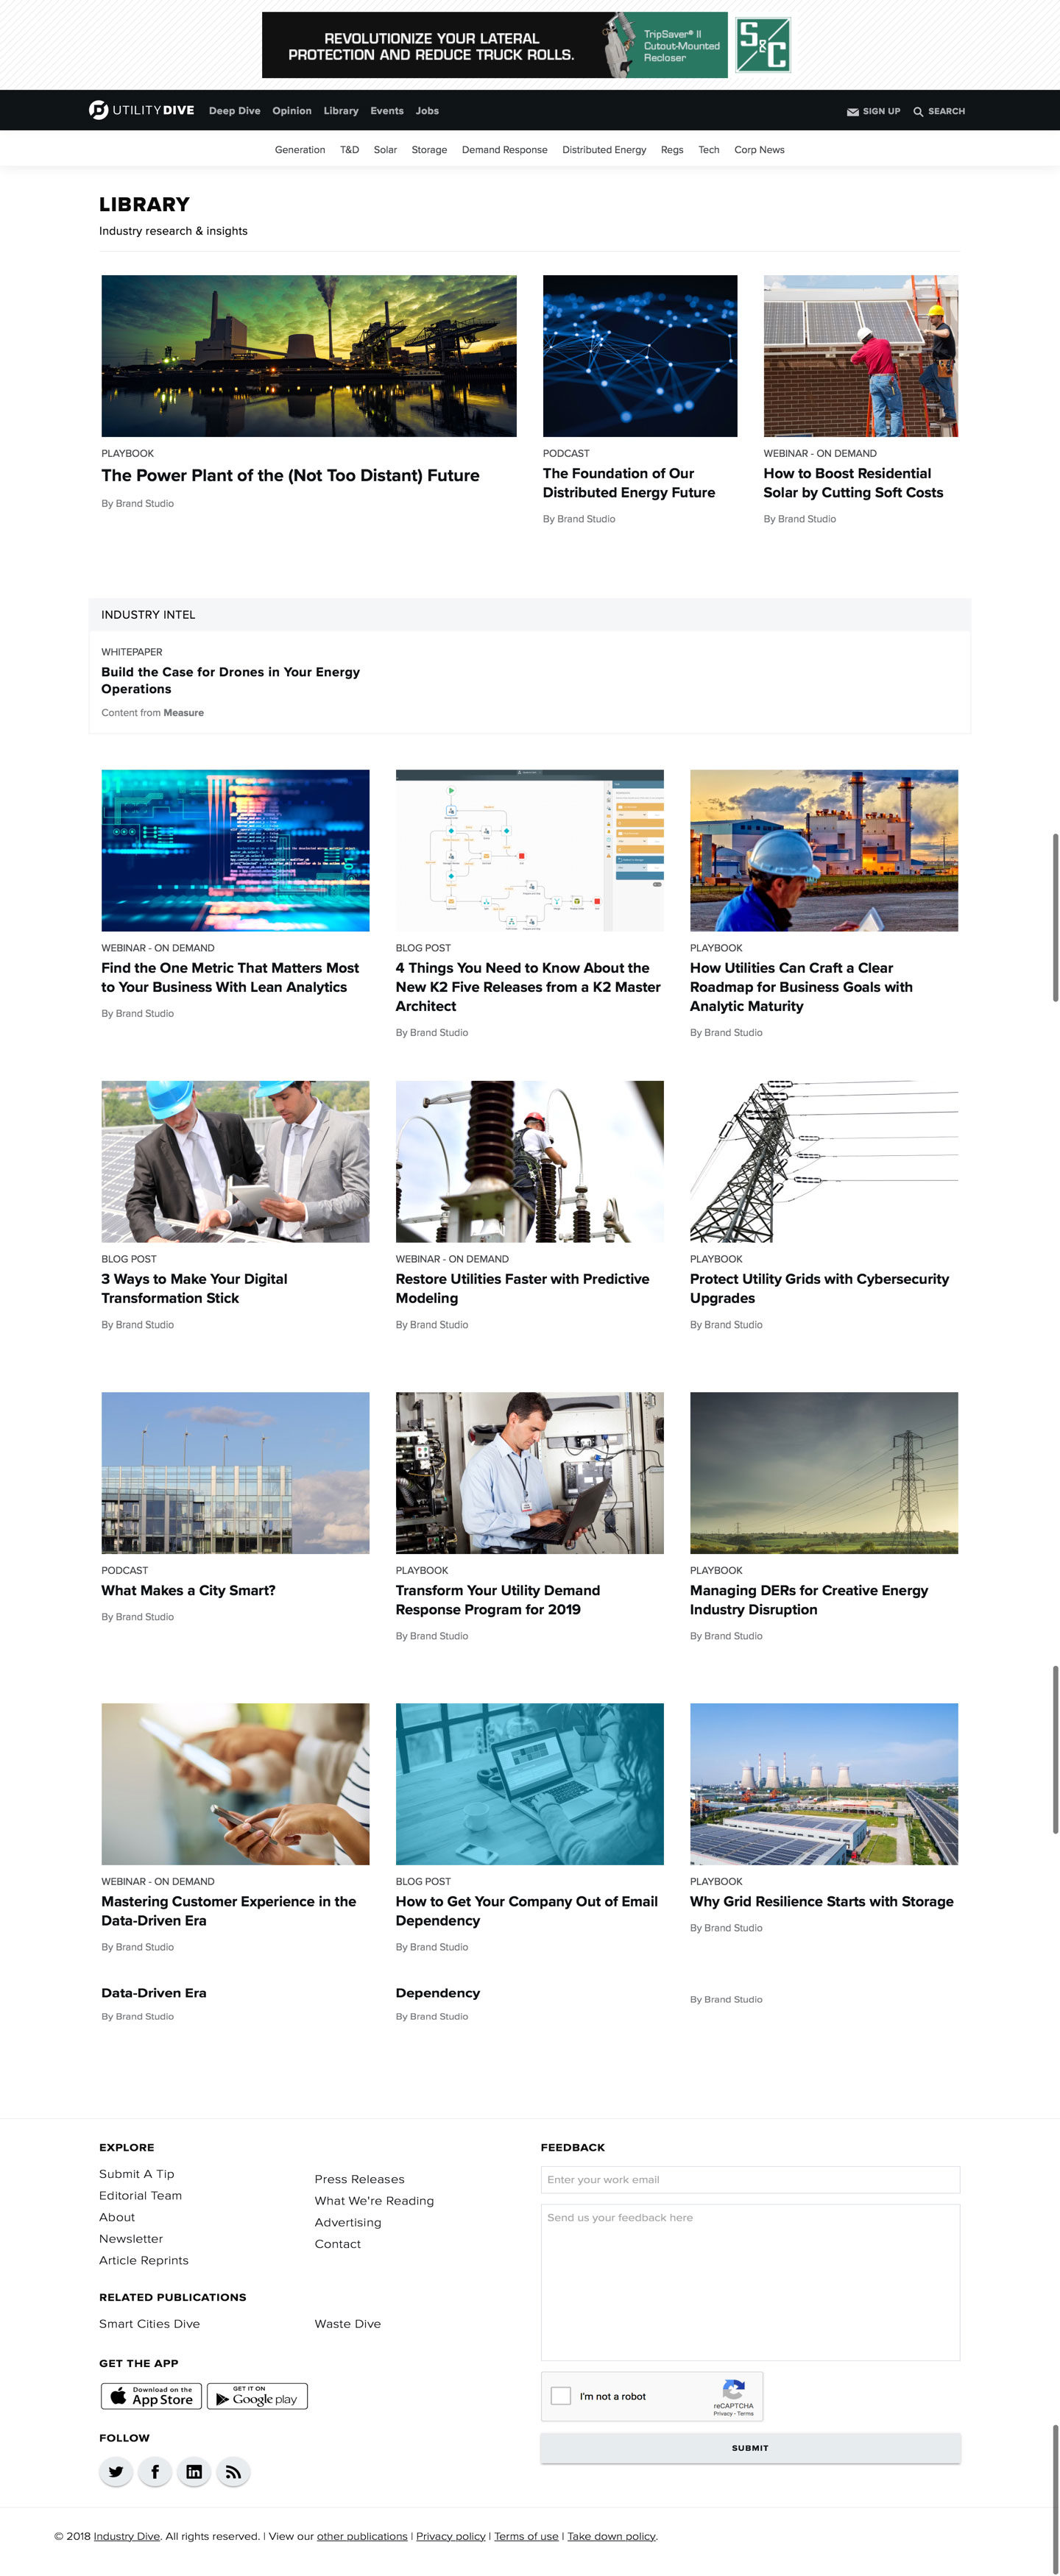 REVOLUTIONIZE YOUR LATERAL
PROTECTION AND REDUCE TRUCK ROLLS.
TripSaver® II
Cutout-Mounted
Recloser
S&C
UTILITY DIVE Deep Dive Opinion Library Events Jobs SIGN UP SEARCH
Generation T&D Solar Storage Demand Response Distributed Energy Regs Tech Corp News
LIBRARY
Industry research & insights
PLAYBOOK
The Power Plant of the (Not Too Distant) Future
By Brand Studio
PODCAST
The Foundation of Our
Distributed Energy Future
By Brand Studio
WEBINAR - ON DEMAND
How to Boost Residential
Solar by Cutting Soft Costs
By Brand Studio
INDUSTRY INTEL
WHITEPAPER
Build the Case for Drones in Your Energy
Operations
Content from Measure
WEBINAR - ON DEMAND
Find the One Metric That Matters Most
to Your Business With Lean Analytics
By Brand Studio
BLOG POST
4 Things You Need to Know About the
New K2 Five Releases from a K2 Master
Architect
By Brand Studio
PLAYBOOK
How Utilities Can Craft a Clear
Roadmap for Business Goals with
Analytic Maturity
By Brand Studio
BLOG POST
3 Ways to Make Your Digital
Transformation Stick
By Brand Studio
WEBINAR - ON DEMAND
Restore Utilities Faster with Predictive
Modeling
By Brand Studio
PLAYBOOK
Protect Utility Grids with Cybersecurity
Upgrades
By Brand Studio
PODCAST
What Makes a City Smart?
By Brand Studio
PLAYBOOK
Transform Your Utility Demand
Response Program for 2019
By Brand Studio
PLAYBOOK
Managing DERs for Creative Energy
Industry Disruption
By Brand Studio
WEBINAR - ON DEMAND
Mastering Customer Experience in the
Data-Driven Era
By Brand Studio
BLOG POST
How to Get Your Company Out of Email
Dependency
By Brand Studio
PLAYBOOK
Why Grid Resilience Starts with Storage
By Brand Studio
Data-Driven Era
By Brand Studio
Dependency
By Brand Studio
By Brand Studio
EXPLORE
Submit A Tip
Editorial Team
About
Newsletter
Article Reprints
Press Releases
What We're Reading
Advertising
Contact
RELATED PUBLICATIONS
Smart Cities Dive
Waste Dive
GET THE APP
Download on the
App Store
GET IT ON
Google play
FOLLOW
FEEDBACK
Enter your work email
Send us your feedback here
I'm not a robot
reCAPTCHA
Privacy - Terms
SUBMIT
© 2018 Industry Dive. All rights reserved. | View our other publications | Privacy policy | Terms of use | Take down policy.